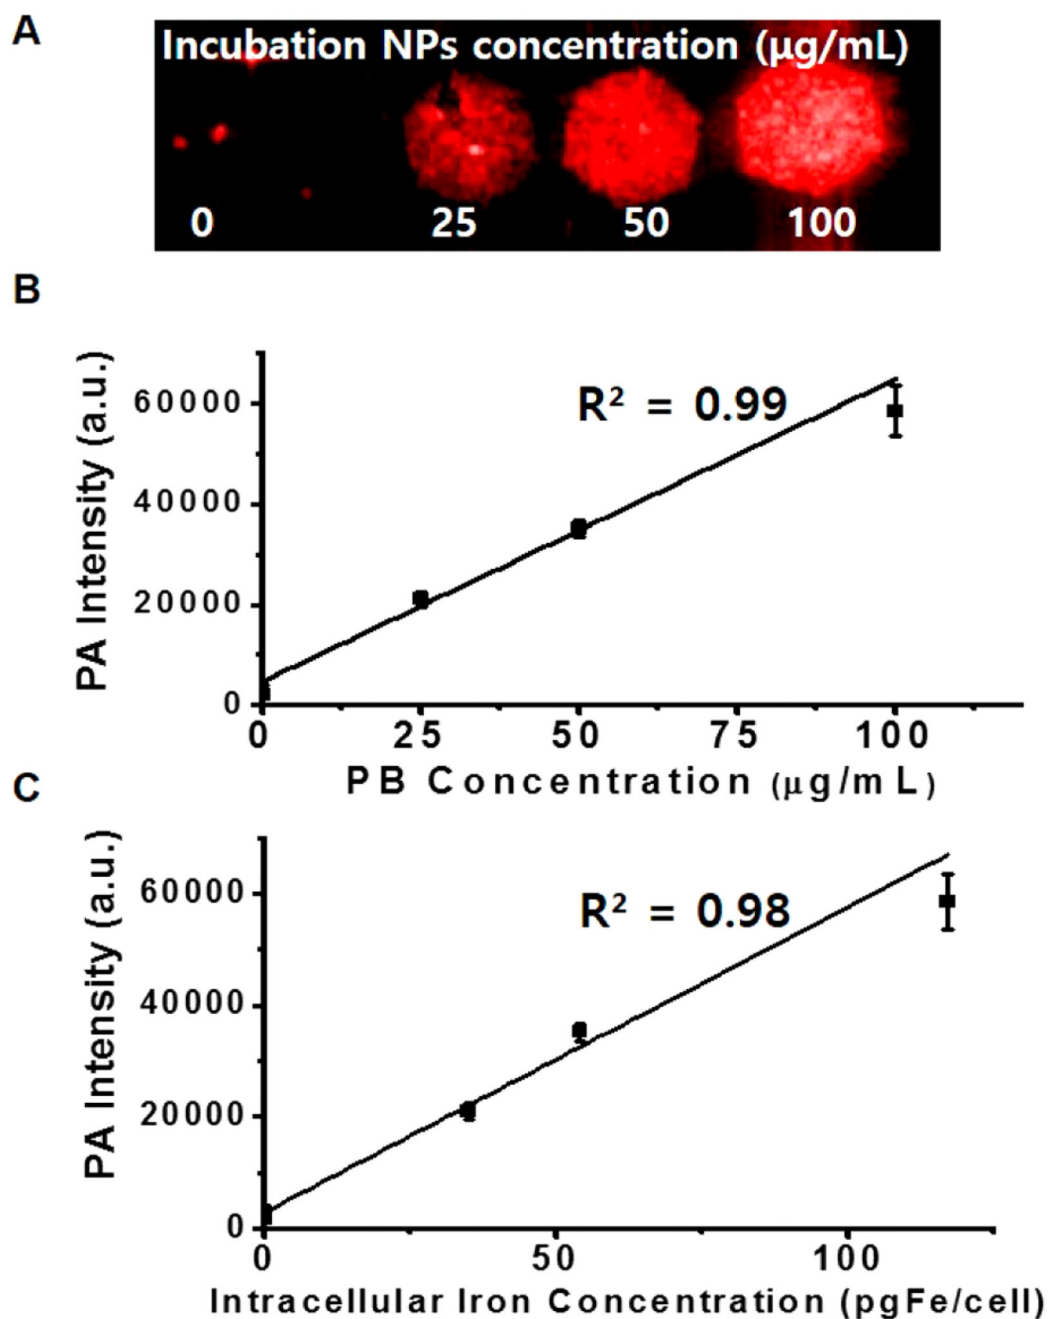 A
Incubation NPs concentration (μg/mL)
0 25 50 100
B
PA Intensity (a.u.)
60000
40000
20000
0
R² = 0.99
0 25 50 75 100
PB Concentration (μg/mL)
C
PA Intensity (a.u.)
60000
40000
20000
0
R² = 0.98
0 50 100
Intracellular Iron Concentration (pgFe/cell)